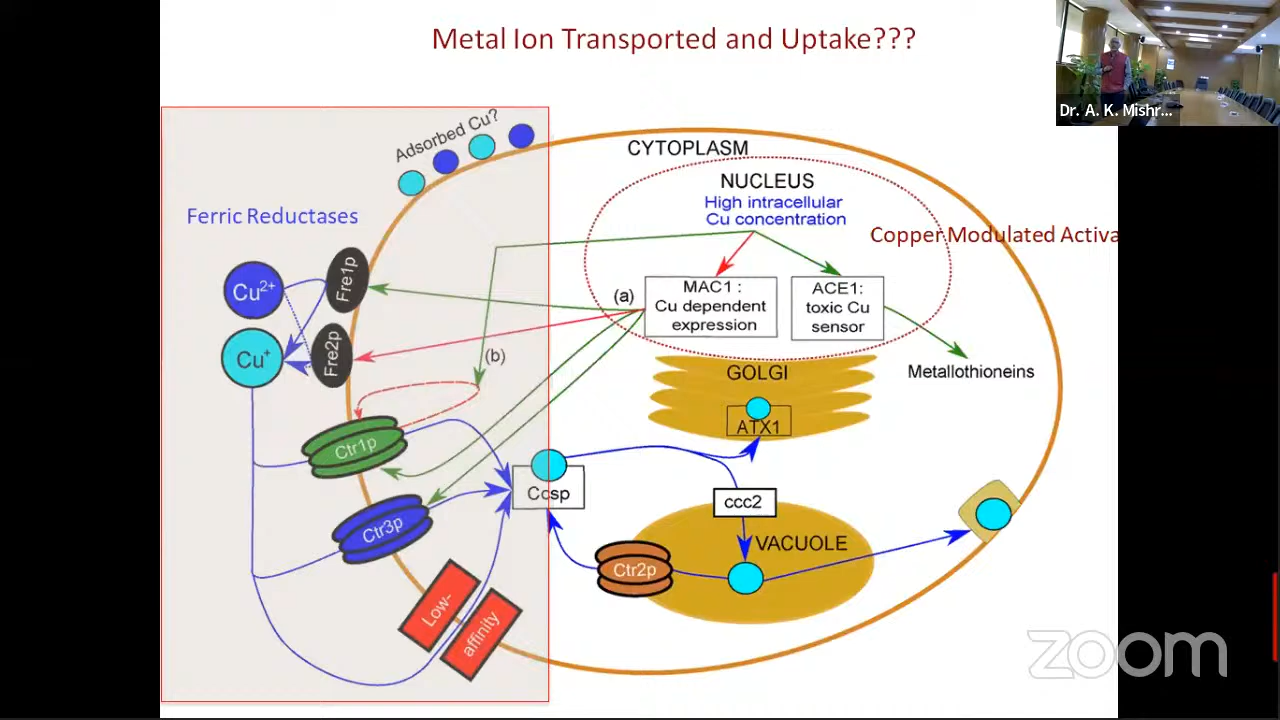 Metal Ion Transported and Uptake???
Dr. A. K. Mishr...
Adsorbed Cu?
CYTOPLASM
NUCLEUS
High intracellular
Cu concentration
Ferric Reductases
Copper Modulated Activa
Cu2+
Fre1p
(a)
MAC1 :
Cu dependent
expression
ACE1:
toxic Cu
sensor
Cu+
Fre2p
(b)
GOLGI
Metallothioneins
ATX1
Ctr1p
Ccsp
ccc2
Ctr3p
VACUOLE
Ctr2p
Low-
affinity
zoom